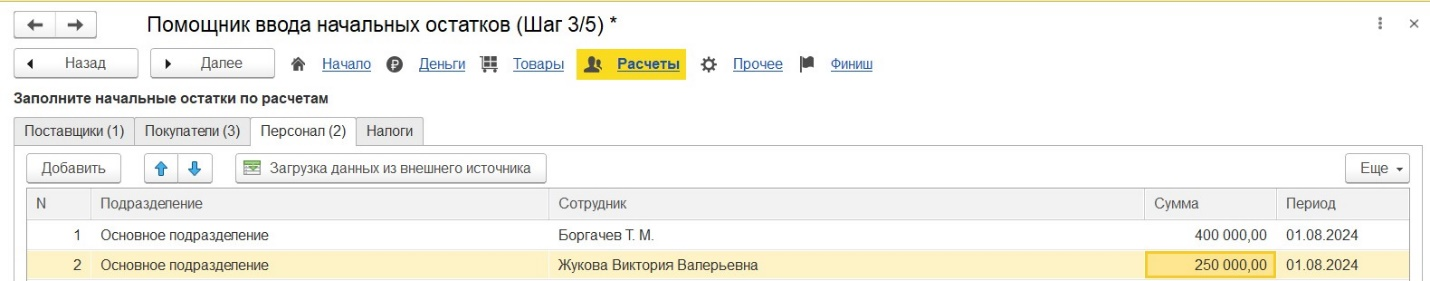 Помощник ввода начальных остатков (Шаг 3/5) *
Назад Далее Начало Деньги Товары Расчеты Прочее Финиш
Заполните начальные остатки по расчетам
Поставщики (1) Покупатели (3) Персонал (2) Налоги
Добавить Загрузка данных из внешнего источника Еще
N Подразделение Сотрудник Сумма Период
1 Основное подразделение Боргачев Т. М. 400 000,00 01.08.2024
2 Основное подразделение Жукова Виктория Валерьевна 250 000,00 01.08.2024